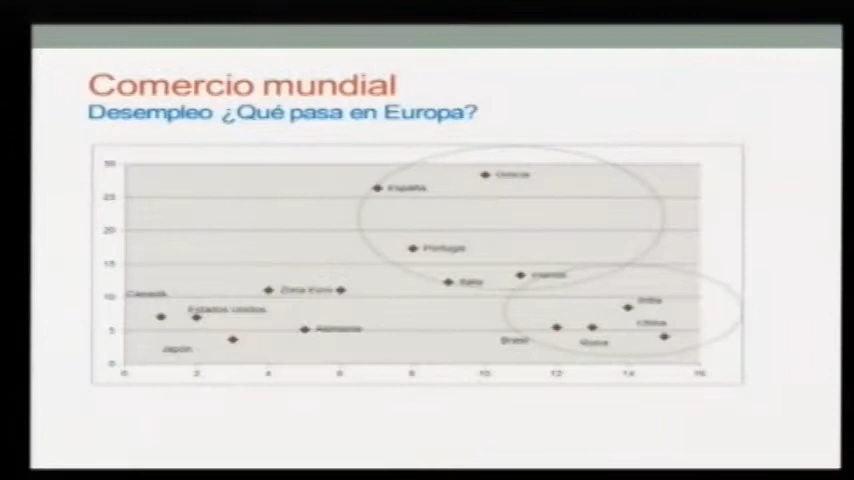 Comercio mundial
Desempleo ¿Qué pasa en Europa?
30
25
20
15
10
5
0
Grecia
España
Portugal
Irlanda
Italia
Zona Euro
Canadá
Estados Unidos
Alemania
Japón
India
China
Brasil
Rusia
0 2 4 6 8 10 12 14 16